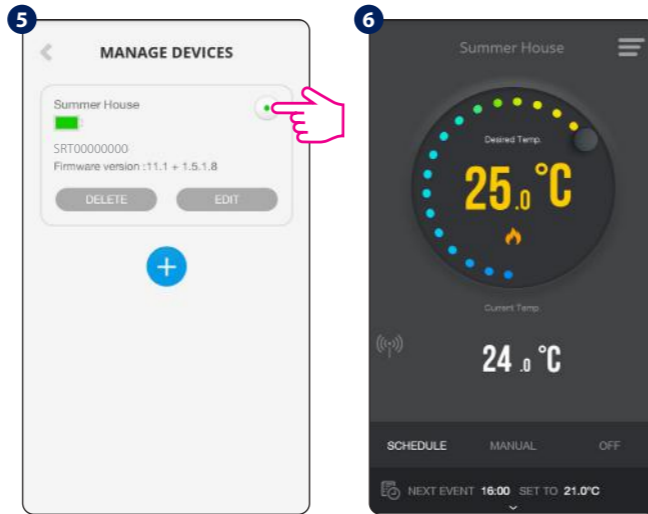 5
MANAGE DEVICES
Summer House
SRT00000000
Firmware version :11.1 + 1.5.1.8
DELETE EDIT
6
Summer House
Desired Temp.
25.0 °C
Current Temp.
24.0 °C
SCHEDULE MANUAL OFF
NEXT EVENT 16:00 SET TO 21.0°C